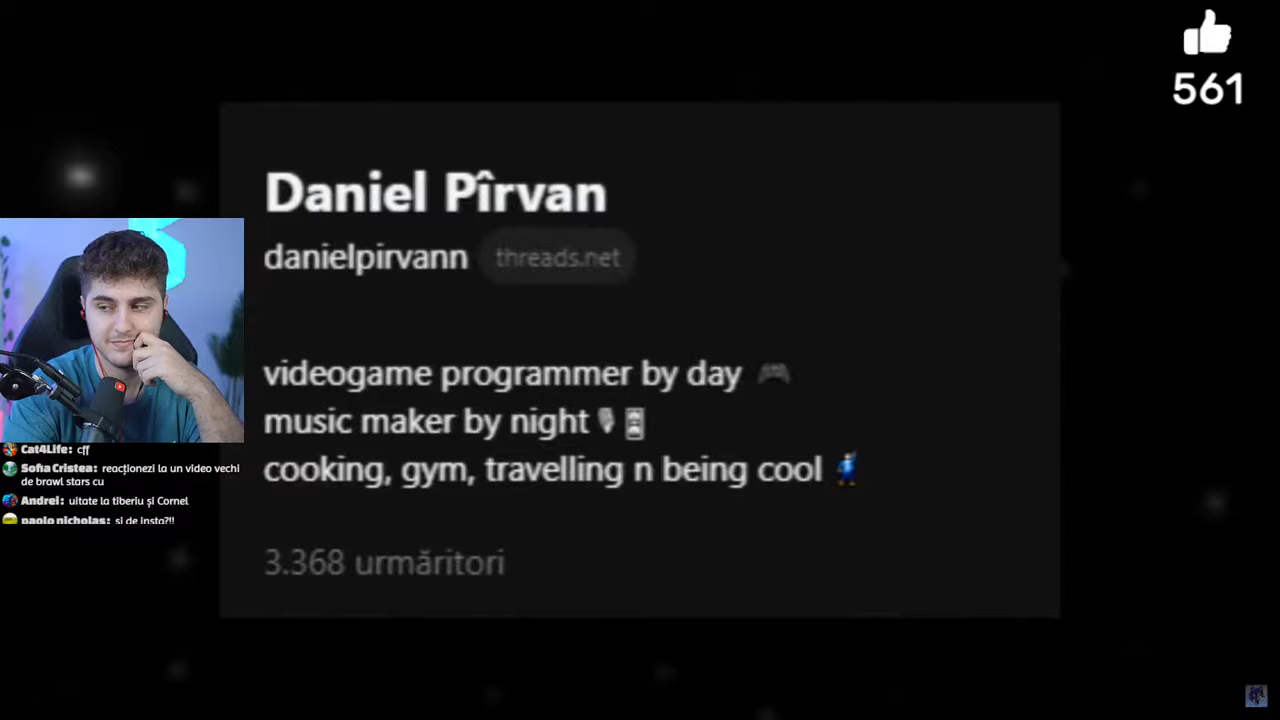 561
Daniel Pîrvan
danielpirvann threads.net
videogame programmer by day 🎮
music maker by night 🎙️🎛️
cooking, gym, travelling n being cool 🕺
3.368 urmăritori
Cat4Life: cff
Sofia Cristea: reacționezi la un video vechi
de brawl stars cu
Andrei: uitate la tiberiu și Cornel
paolo nicholas: si de insta?!!